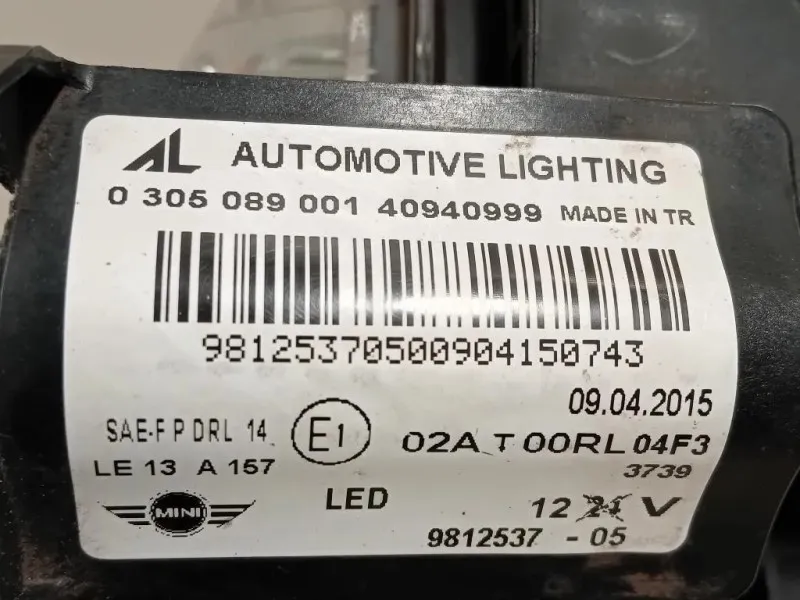 AL AUTOMOTIVE LIGHTING
0 305 089 001 40940999 MADE IN TR
98125370500904150743
09.04.2015
SAE-F P DRL 14 E1 02A T 00RL 04F3
LE 13 A 157 3739
MINI LED 12 24 V
9812537 - 05